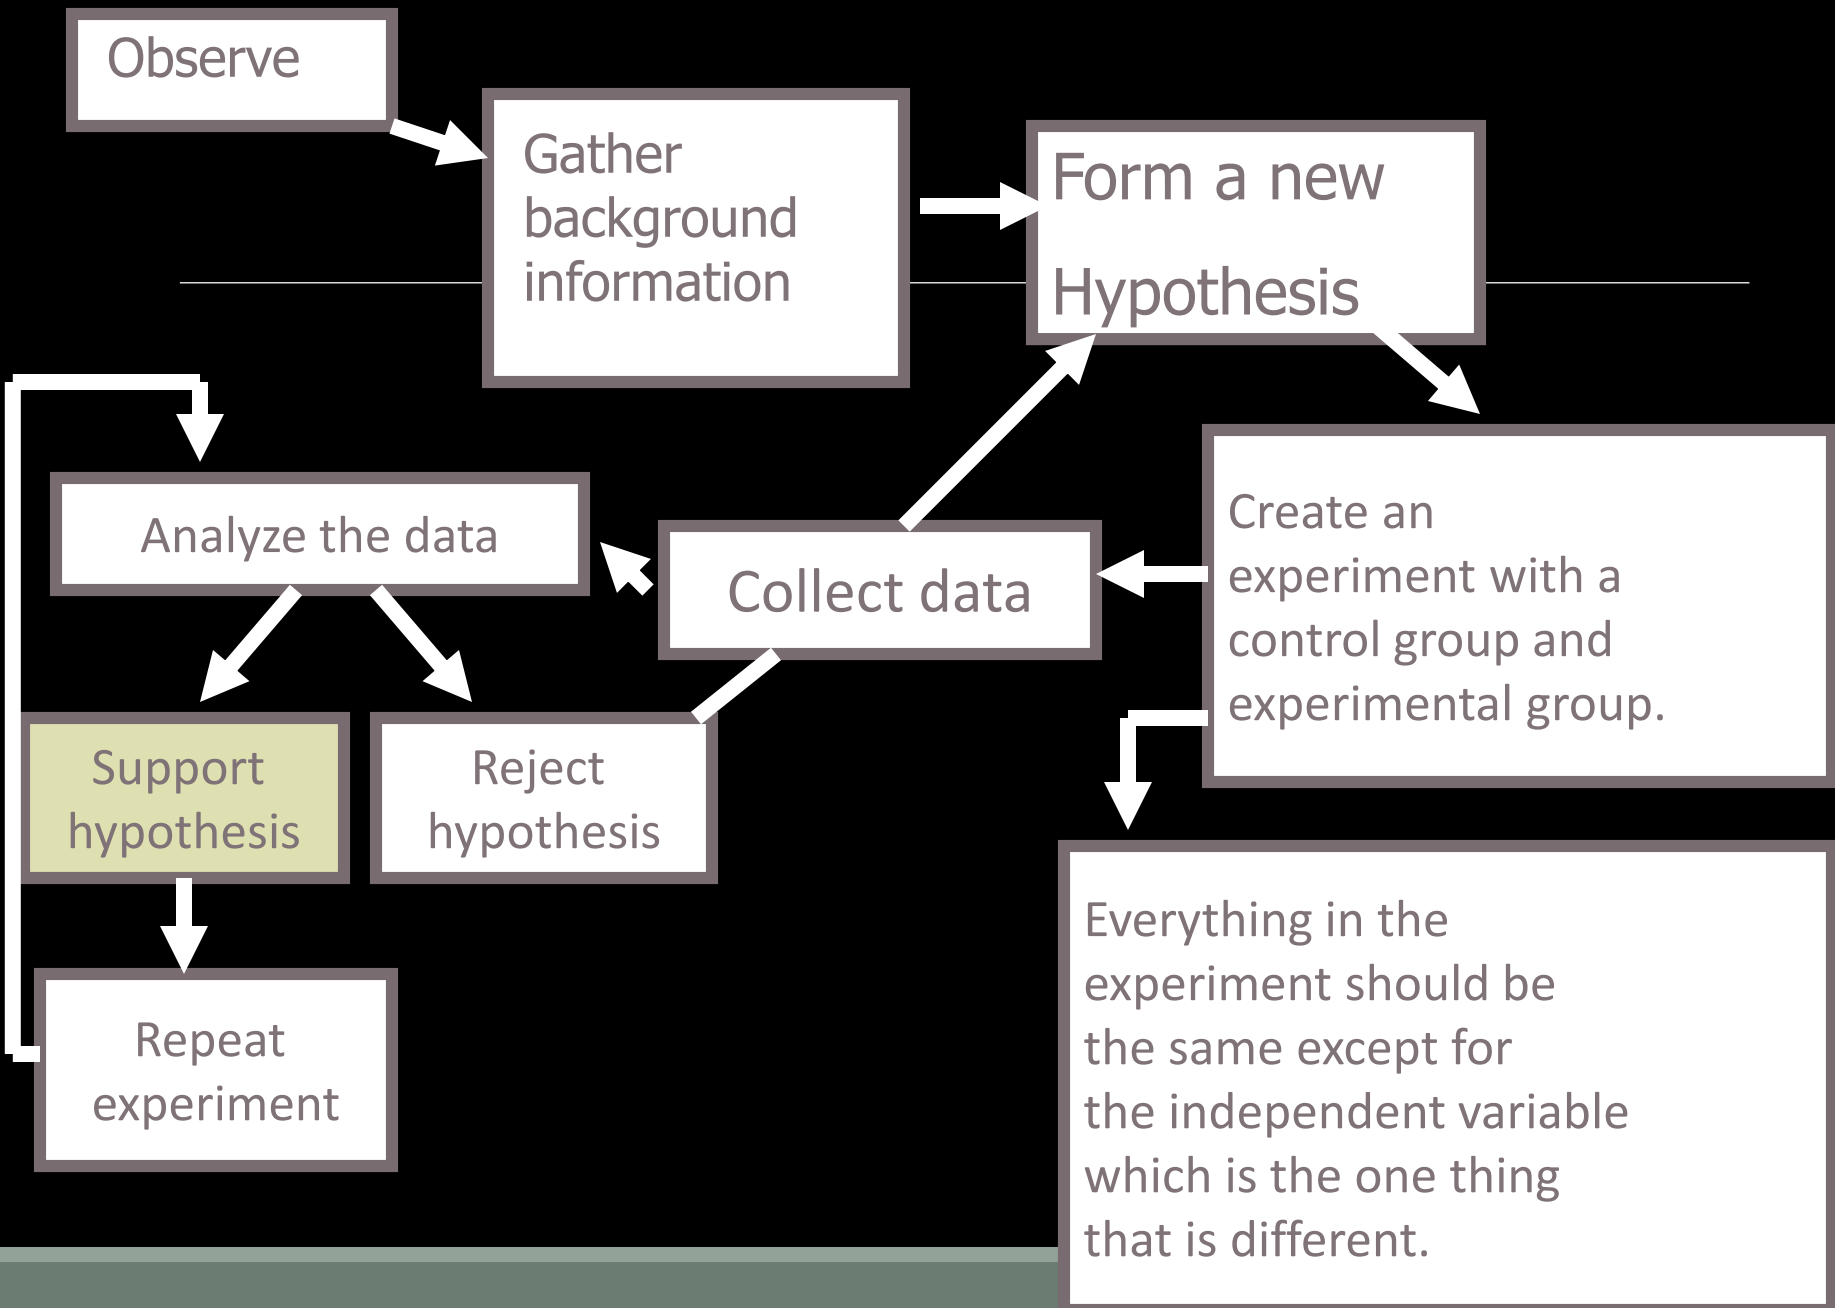 Observe
Gather
background
information
Form a new
Hypothesis
Analyze the data
Collect data
Create an
experiment with a
control group and
experimental group.
Support
hypothesis
Reject
hypothesis
Repeat
experiment
Everything in the
experiment should be
the same except for
the independent variable
which is the one thing
that is different.